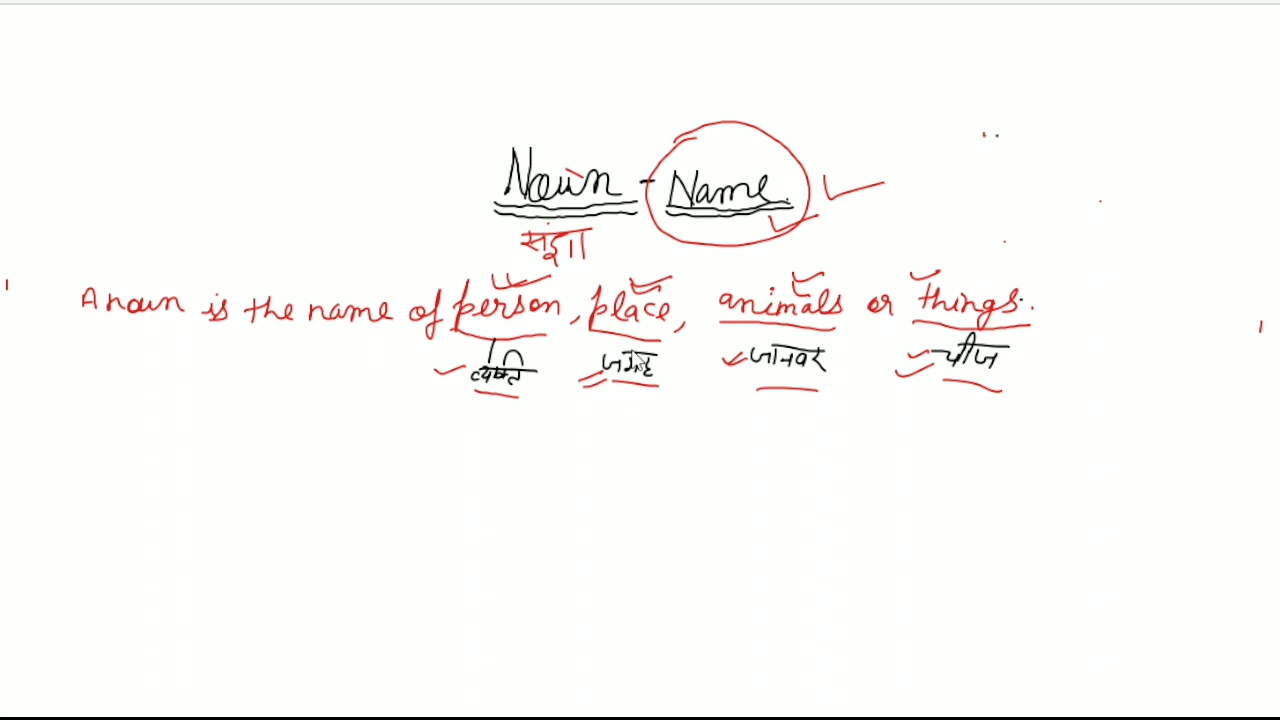 Noun - Name
संज्ञा
A noun is the name of person, place, animals or things.
व्यक्ति जगह जानवर चीज